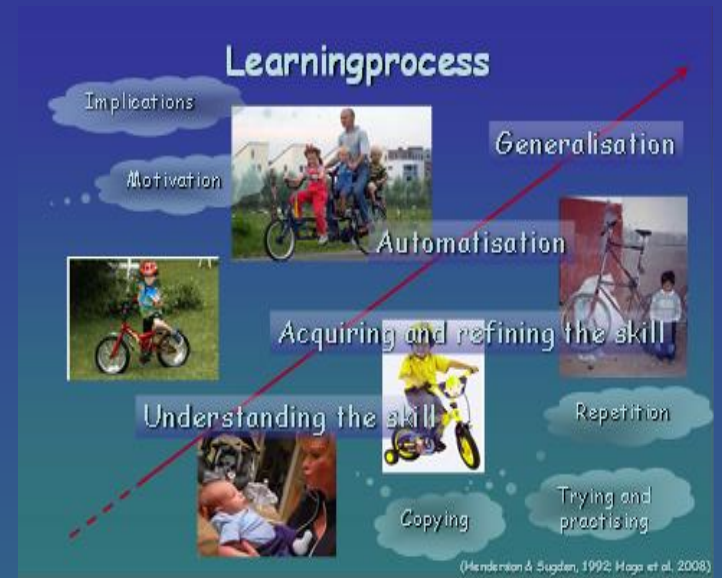 Learningprocess
Implications
Motivation
Generalisation
Automatisation
Acquiring and refining the skill
Understanding the skill
Repetition
Copying
Trying and
practising
(Henderson & Sugden, 1992; Haga et al, 2008)